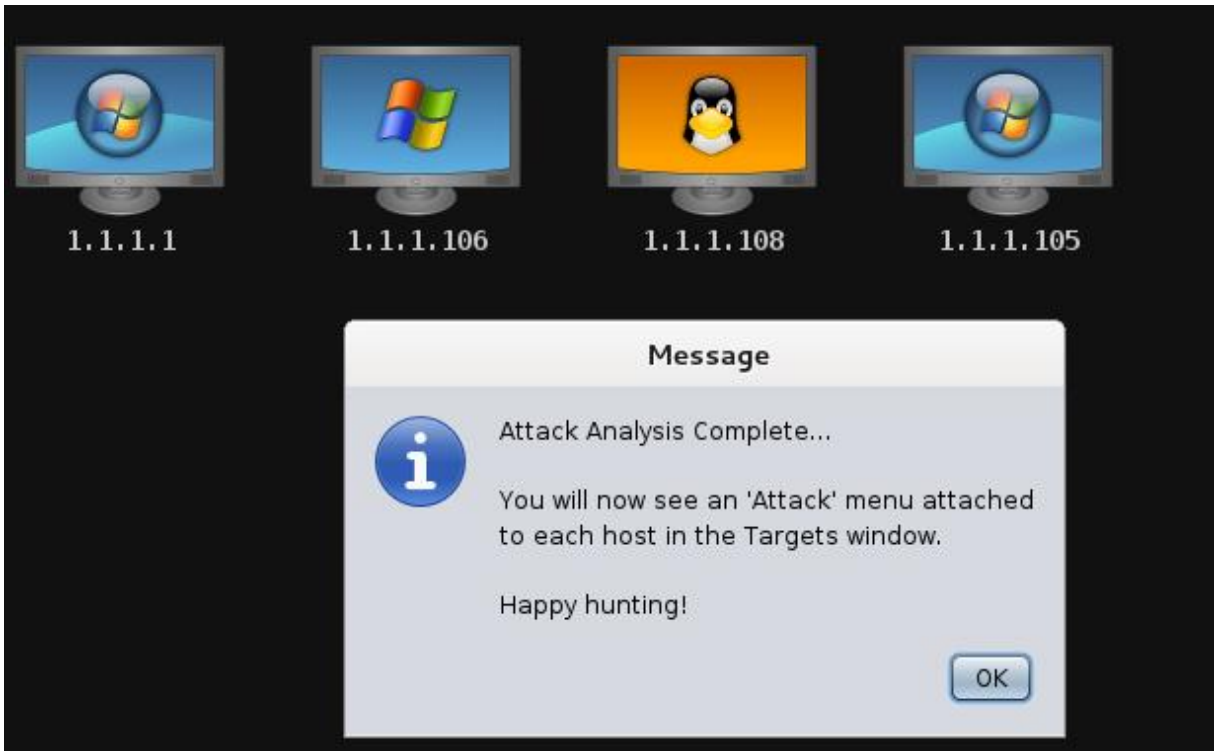 1.1.1.1
1.1.1.106
1.1.1.108
1.1.1.105
Message
Attack Analysis Complete...
You will now see an 'Attack' menu attached
to each host in the Targets window.
Happy hunting!
OK